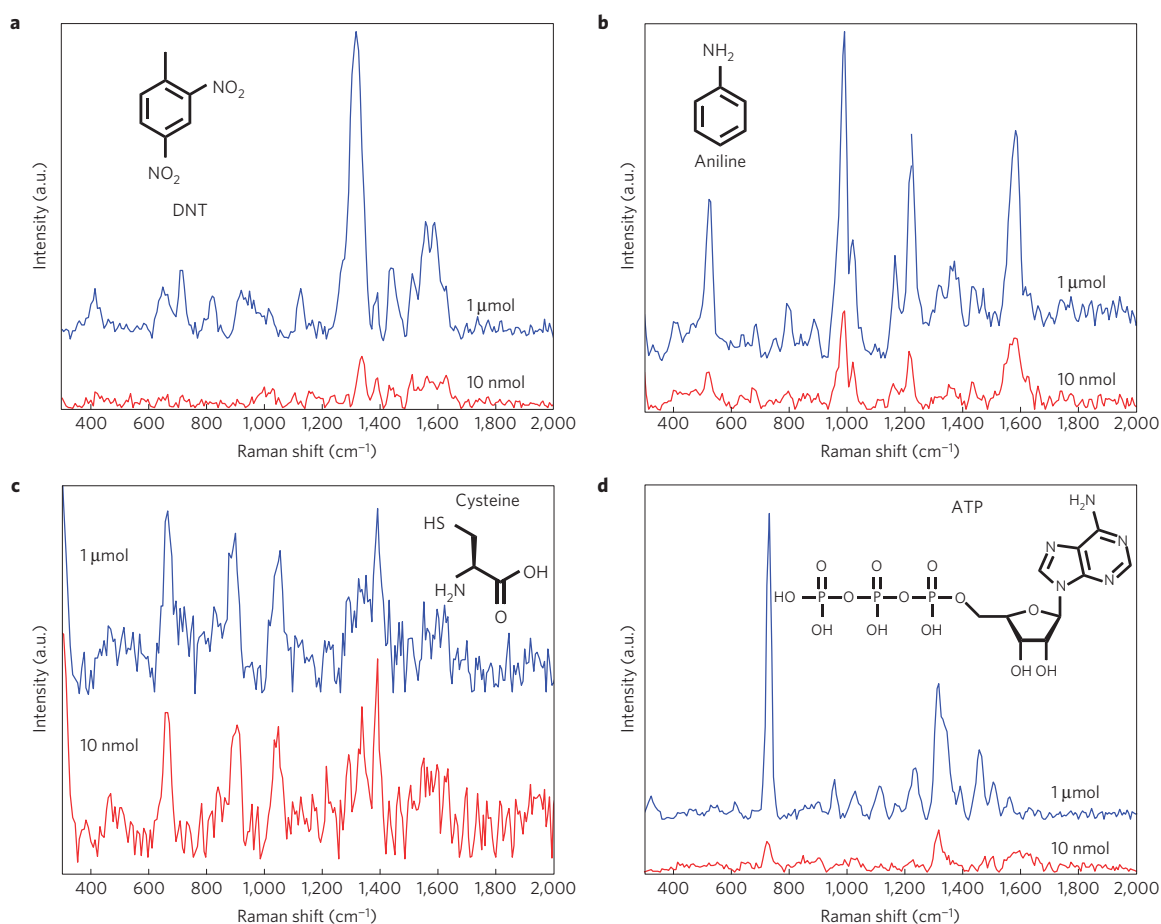 a
NO₂
NO₂
DNT
Intensity (a.u.)
1 μmol
10 nmol
400 600 800 1,000 1,200 1,400 1,600 1,800 2,000
Raman shift (cm⁻¹)
b
NH₂
Aniline
Intensity (a.u.)
1 μmol
10 nmol
400 600 800 1,000 1,200 1,400 1,600 1,800 2,000
Raman shift (cm⁻¹)
c
Cysteine
HS
OH
H₂N
O
Intensity (a.u.)
1 μmol
10 nmol
400 600 800 1,000 1,200 1,400 1,600 1,800 2,000
Raman shift (cm⁻¹)
d
ATP
H₂N
N N
N N
O O O
HO P O P O P O O
OH OH OH
OH OH
Intensity (a.u.)
1 μmol
10 nmol
400 600 800 1,000 1,200 1,400 1,600 1,800 2,000
Raman shift (cm⁻¹)